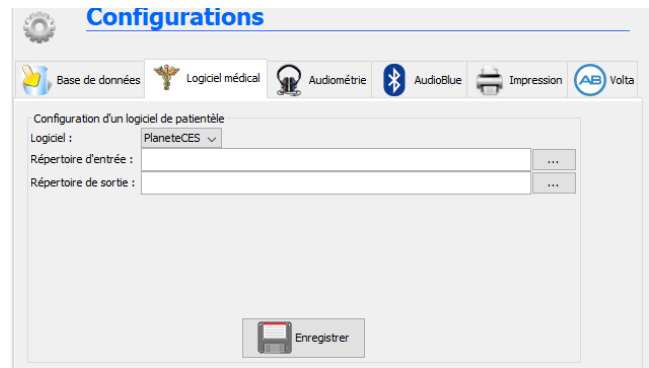 Configurations
Base de données Logiciel médical Audiométrie AudioBlue Impression AB Volta
Configuration d'un logiciel de patientèle
Logiciel : PlaneteCES
Répertoire d'entrée : ...
Répertoire de sortie : ...
Enregistrer